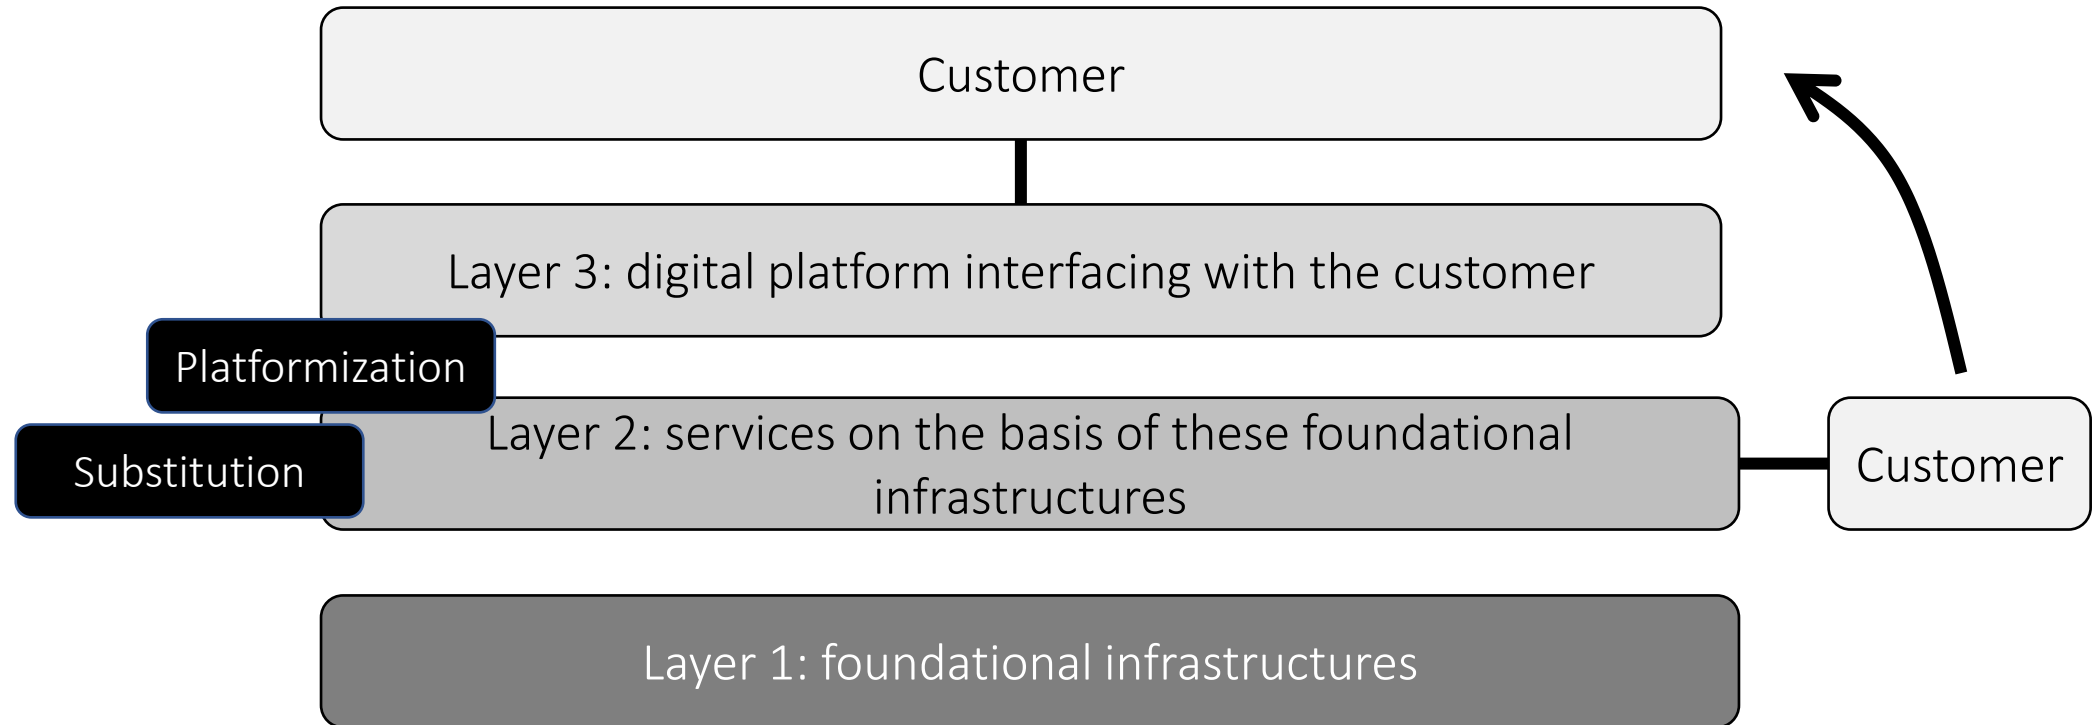 Customer
Layer 3: digital platform interfacing with the customer
Platformization
Layer 2: services on the basis of these foundational
infrastructures
Substitution
Customer
Layer 1: foundational infrastructures